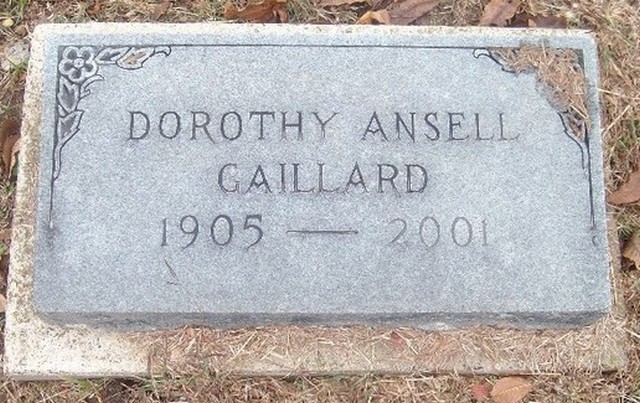 DOROTHY ANSELL
GAILLARD
1905 — 2001